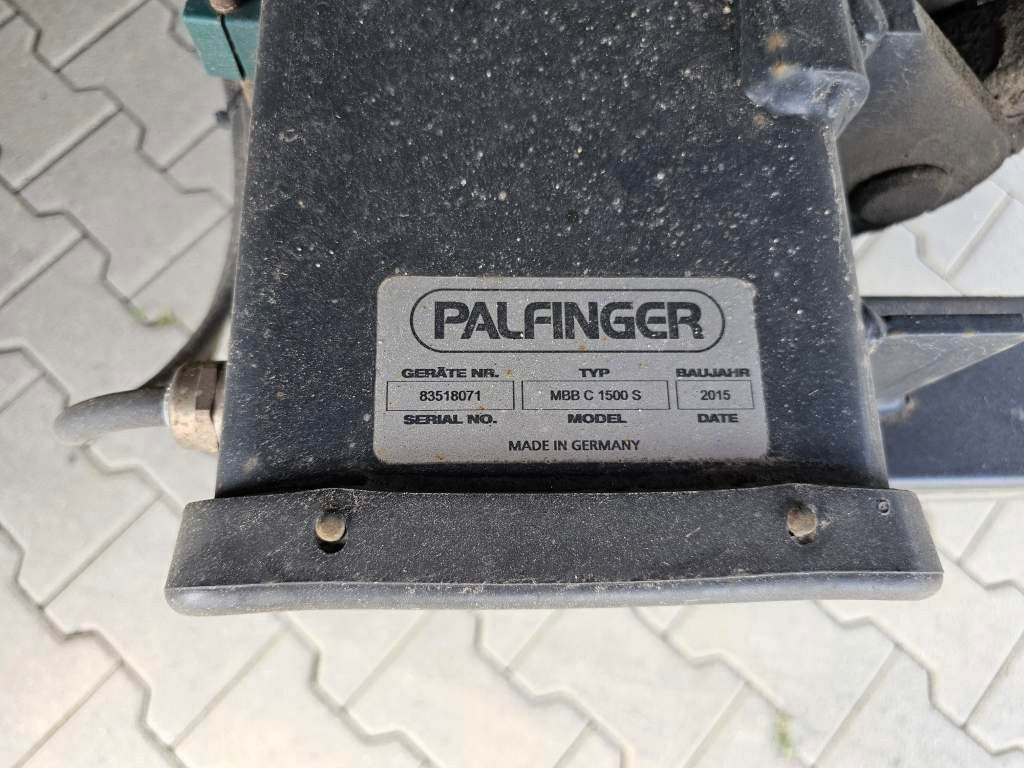 PALFINGER
GERÄTE NR. TYP BAUJAHR
83518071 MBB C 1500 S 2015
SERIAL NO. MODEL DATE
MADE IN GERMANY